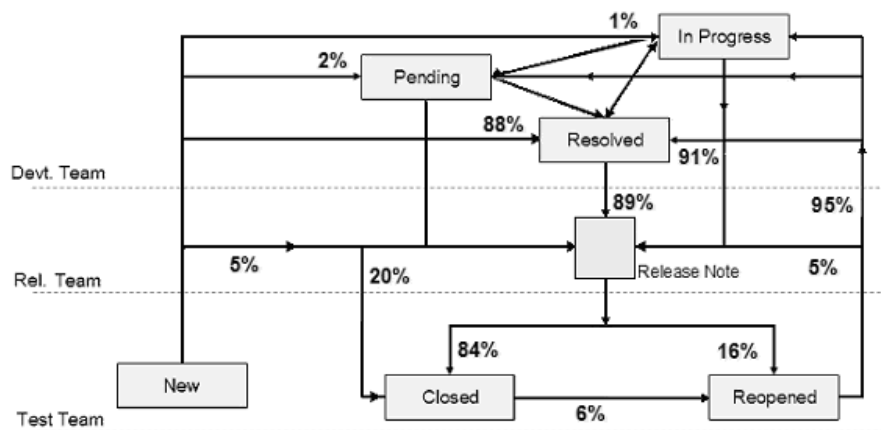 1%
In Progress
2%
Pending
88%
Resolved
91%
Devt. Team
89%
95%
5%
20%
Release Note
5%
Rel. Team
84%
16%
New
Closed
6%
Reopened
Test Team